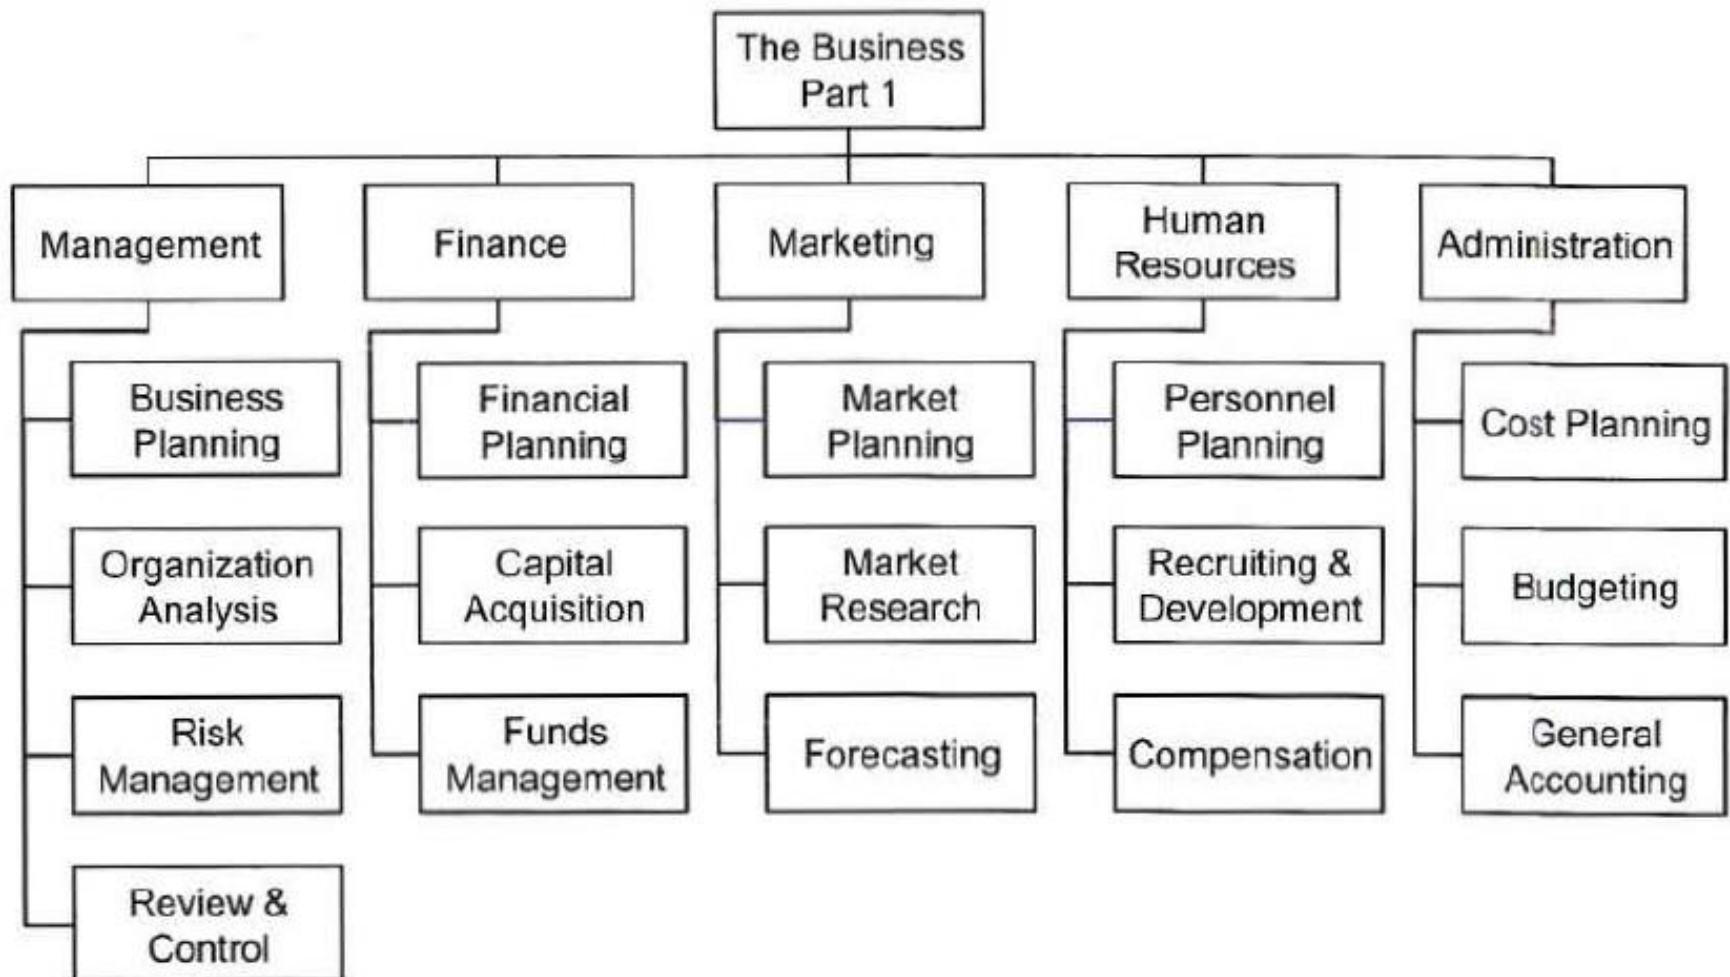 The Business
Part 1
Management
Finance
Marketing
Human
Resources
Administration
Business
Planning
Financial
Planning
Market
Planning
Personnel
Planning
Cost Planning
Organization
Analysis
Capital
Acquisition
Market
Research
Recruiting &
Development
Budgeting
Risk
Management
Funds
Management
Forecasting
Compensation
General
Accounting
Review &
Control